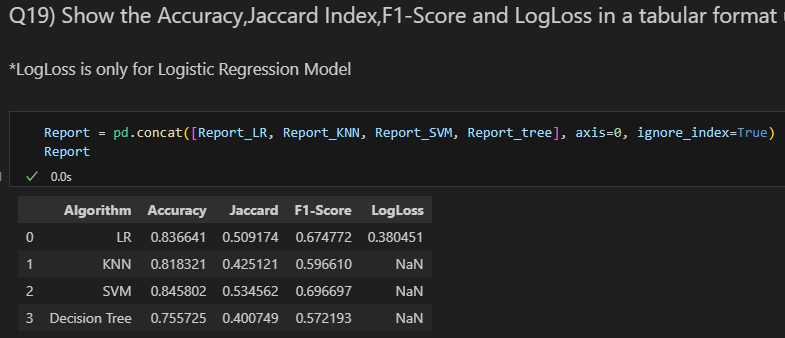 Q19) Show the Accuracy,Jaccard Index,F1-Score and LogLoss in a tabular format
*LogLoss is only for Logistic Regression Model
Report = pd.concat([Report_LR, Report_KNN, Report_SVM, Report_tree], axis=0, ignore_index=True)
Report
0.0s
Algorithm Accuracy Jaccard F1-Score LogLoss
0 LR 0.836641 0.509174 0.674772 0.380451
1 KNN 0.818321 0.425121 0.596610 NaN
2 SVM 0.845802 0.534562 0.696697 NaN
3 Decision Tree 0.755725 0.400749 0.572193 NaN